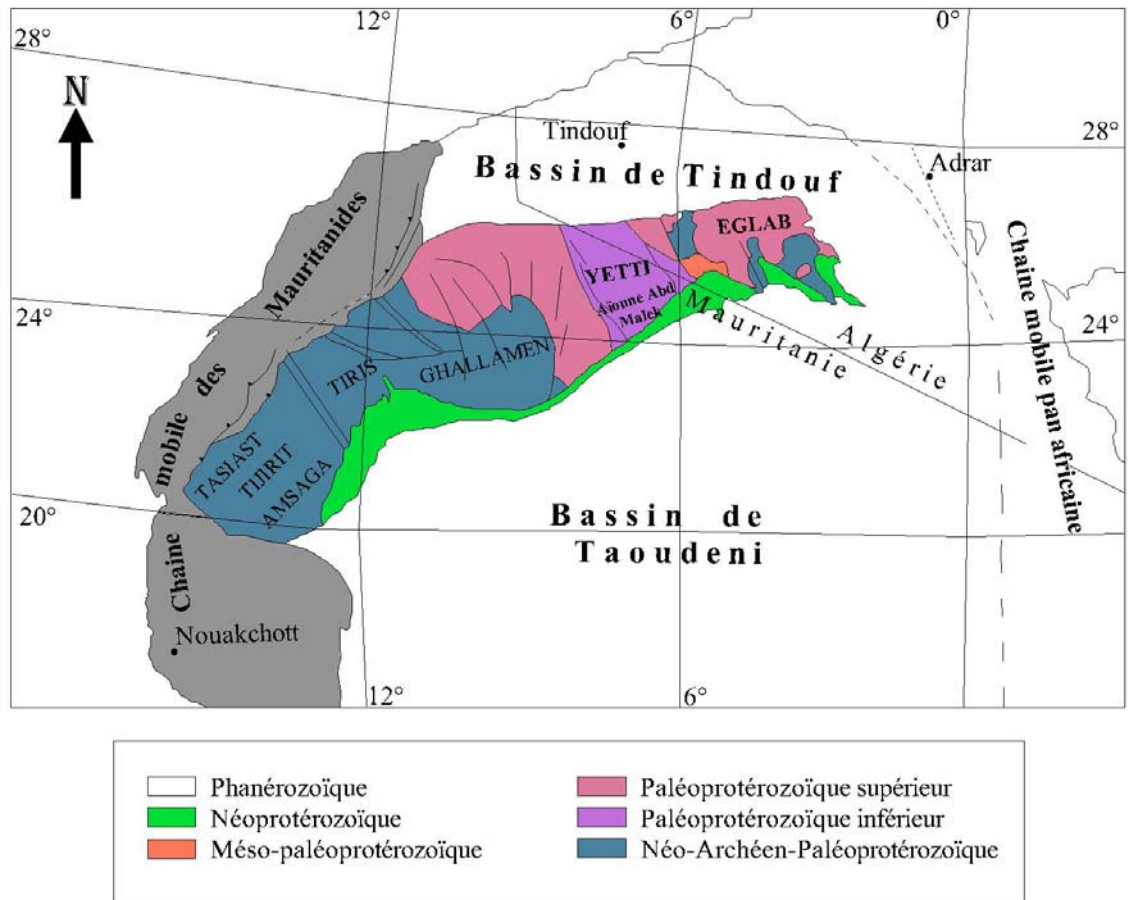 12°
6°
0°
28°
N
Tindouf
28°
Bassin de Tindouf
Adrar
EGLAB
YETTI
Aïoune Abd
Malek
Mauritanie
Algérie
24°
24°
Chaine mobile des Mauritanides
Chaine mobile pan africaine
TIRIS
GHALLAMEN
TASIAST
TIJIRIT
AMSAGA
20°
Bassin de
Taoudeni
Nouakchott
12°
6°
Phanérozoïque
Néoprotérozoïque
Méso-paléoprotérozoïque
Paléoprotérozoïque supérieur
Paléoprotérozoïque inférieur
Néo-Archéen-Paléoprotérozoïque